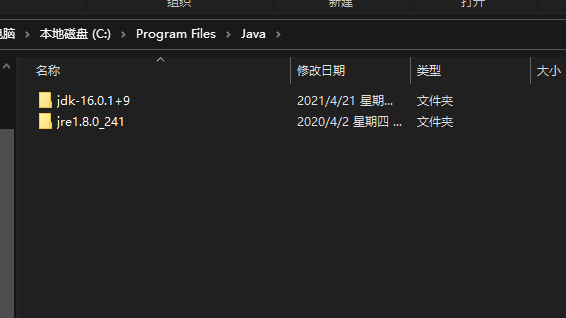 组织 新建 打开
电脑 › 本地磁盘 (C:) › Program Files › Java ›
名称 修改日期 类型 大小
jdk-16.0.1+9 2021/4/21 星期... 文件夹
jre1.8.0_241 2020/4/2 星期四 ... 文件夹